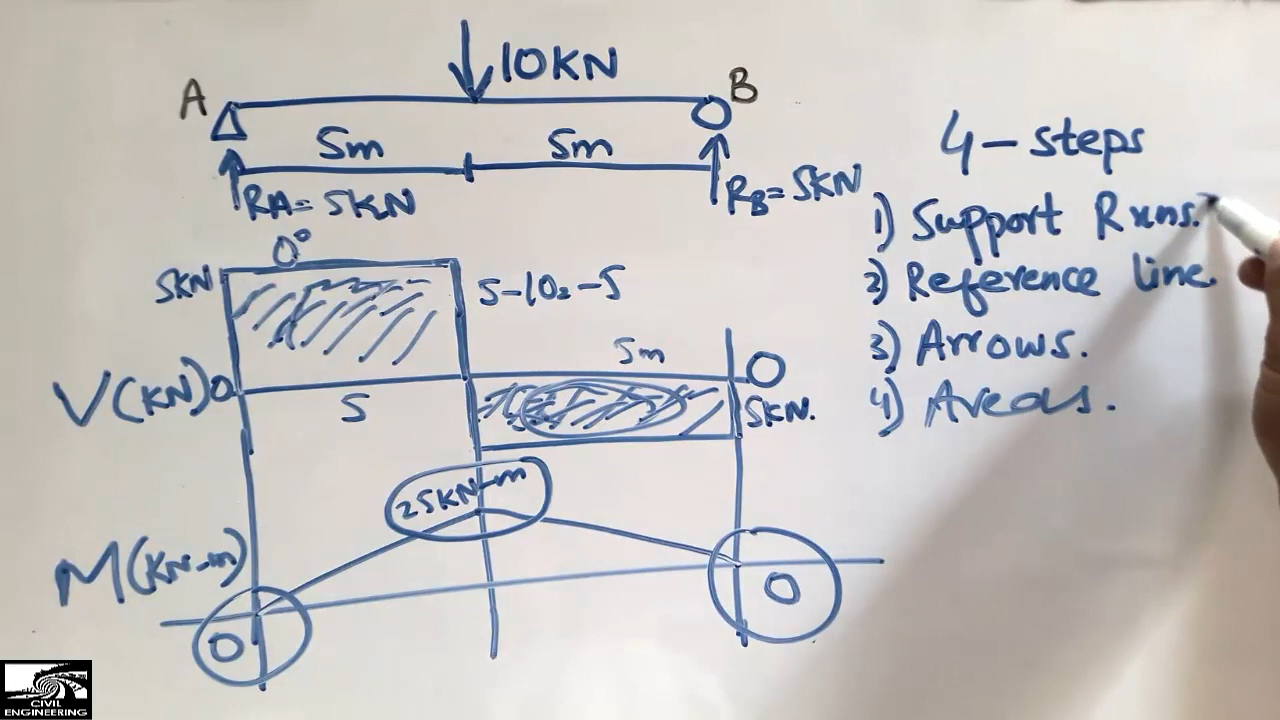 10KN
A
B
5m
5m
RA=5KN
RB=5KN
4-steps
1) Support Rxns.
2) Reference line.
3) Arrows.
4) Areas.
0°
5KN
5-10=-5
5m
V(KN)0
0
5
5KN.
25KN-m
M(KN-m)
0
0
CIVIL
ENGINEERING